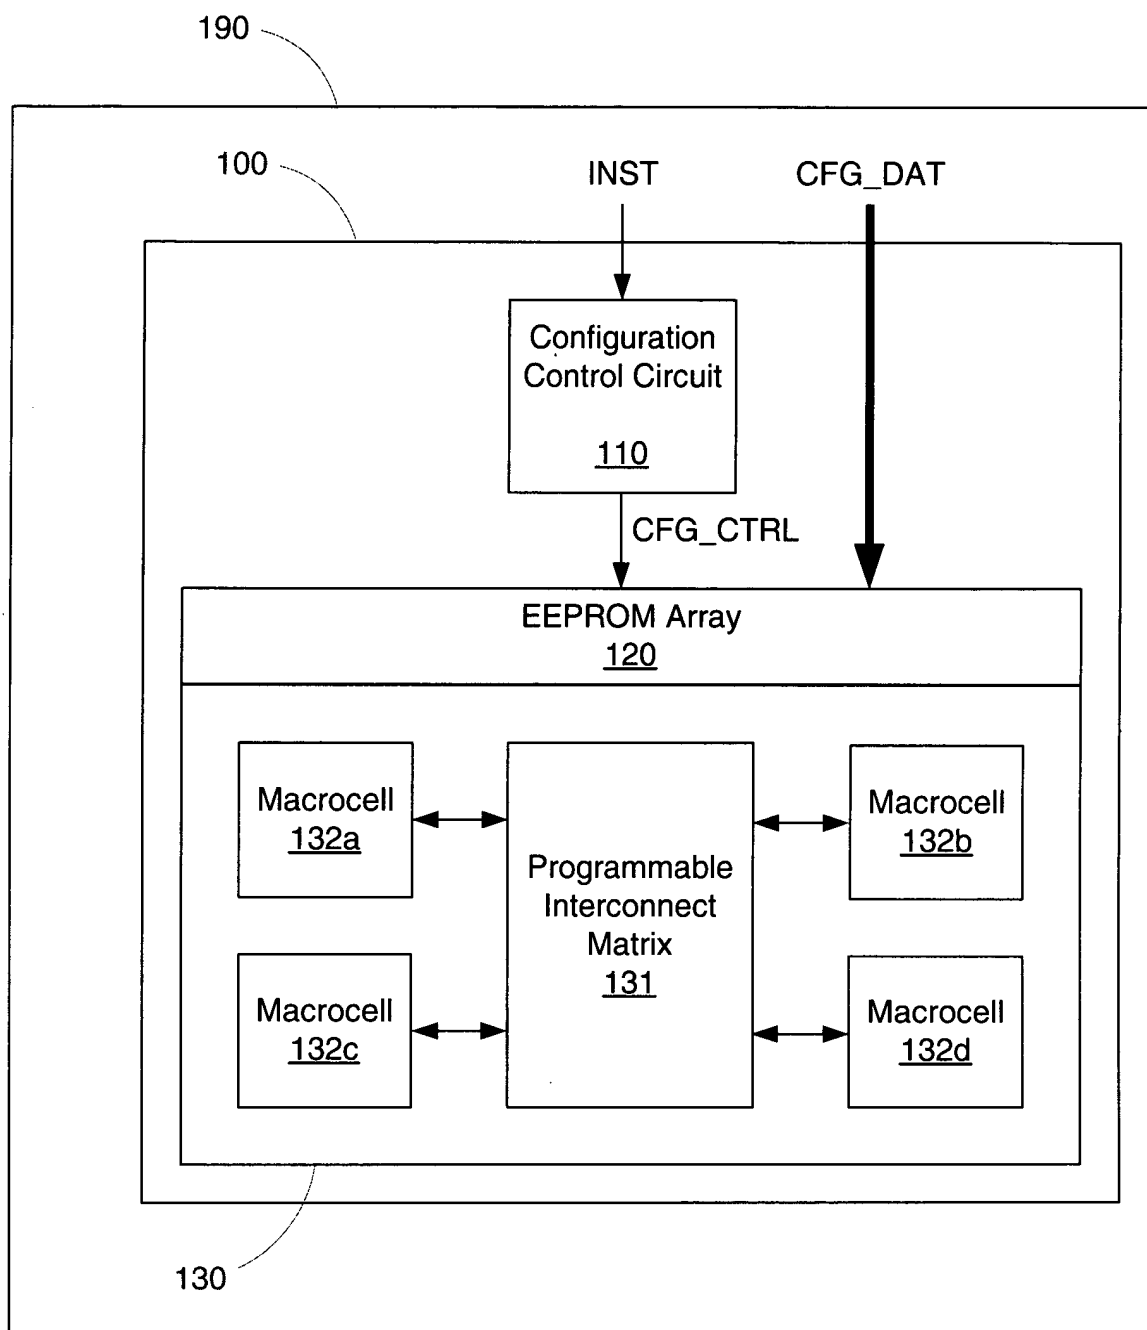 190
100
INST
CFG_DAT
Configuration
Control Circuit
110
CFG_CTRL
EEPROM Array
120
Macrocell
132a
Programmable
Interconnect
Matrix
131
Macrocell
132b
Macrocell
132c
Macrocell
132d
130